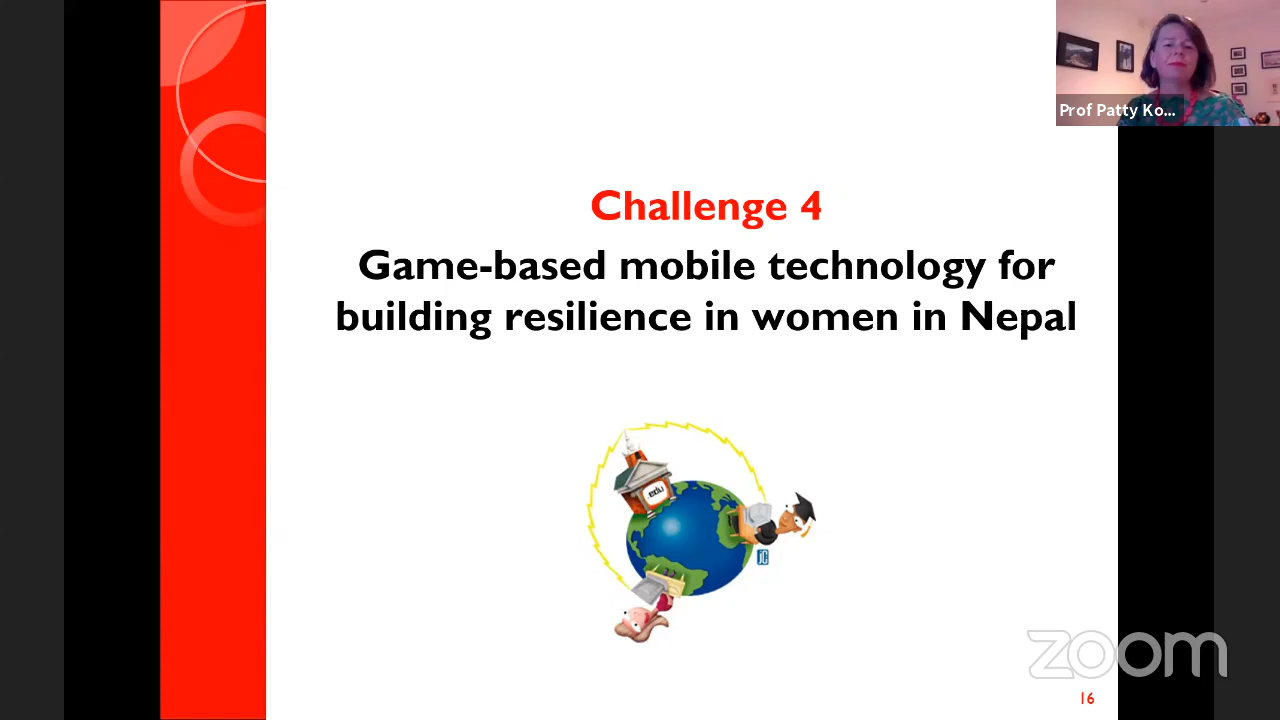 Prof Patty Ko...
Challenge 4
Game-based mobile technology for
building resilience in women in Nepal
.edu
jC
zoom
16